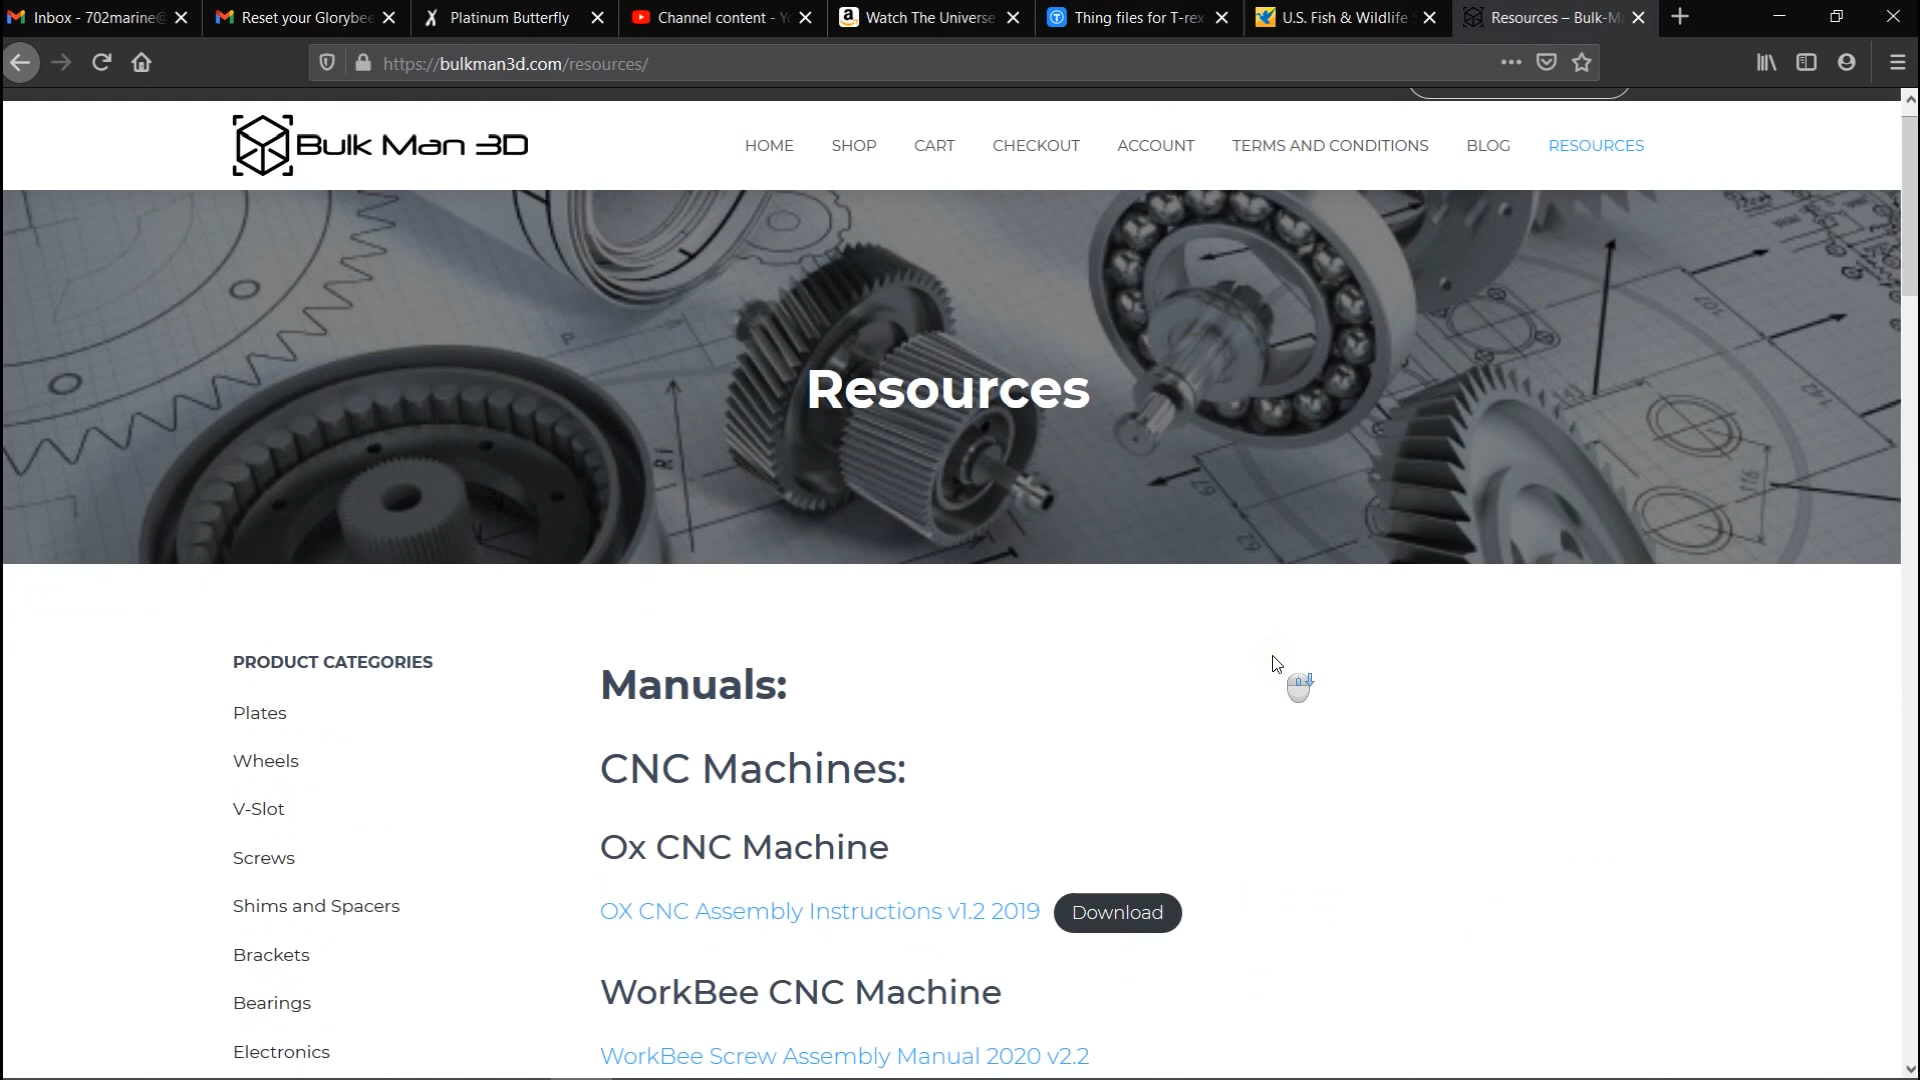 Inbox - 702marine@
Reset your Glorybee
Platinum Butterfly
Channel content - Y
Watch The Universe
Thing files for T-rex
U.S. Fish & Wildlife
Resources – Bulk-M
https://bulkman3d.com/resources/
Bulk Man 3D
HOME
SHOP
CART
CHECKOUT
ACCOUNT
TERMS AND CONDITIONS
BLOG
RESOURCES
Resources
PRODUCT CATEGORIES
Plates
Wheels
V-Slot
Screws
Shims and Spacers
Brackets
Bearings
Electronics
Manuals:
CNC Machines:
Ox CNC Machine
OX CNC Assembly Instructions v1.2 2019
Download
WorkBee CNC Machine
WorkBee Screw Assembly Manual 2020 v2.2